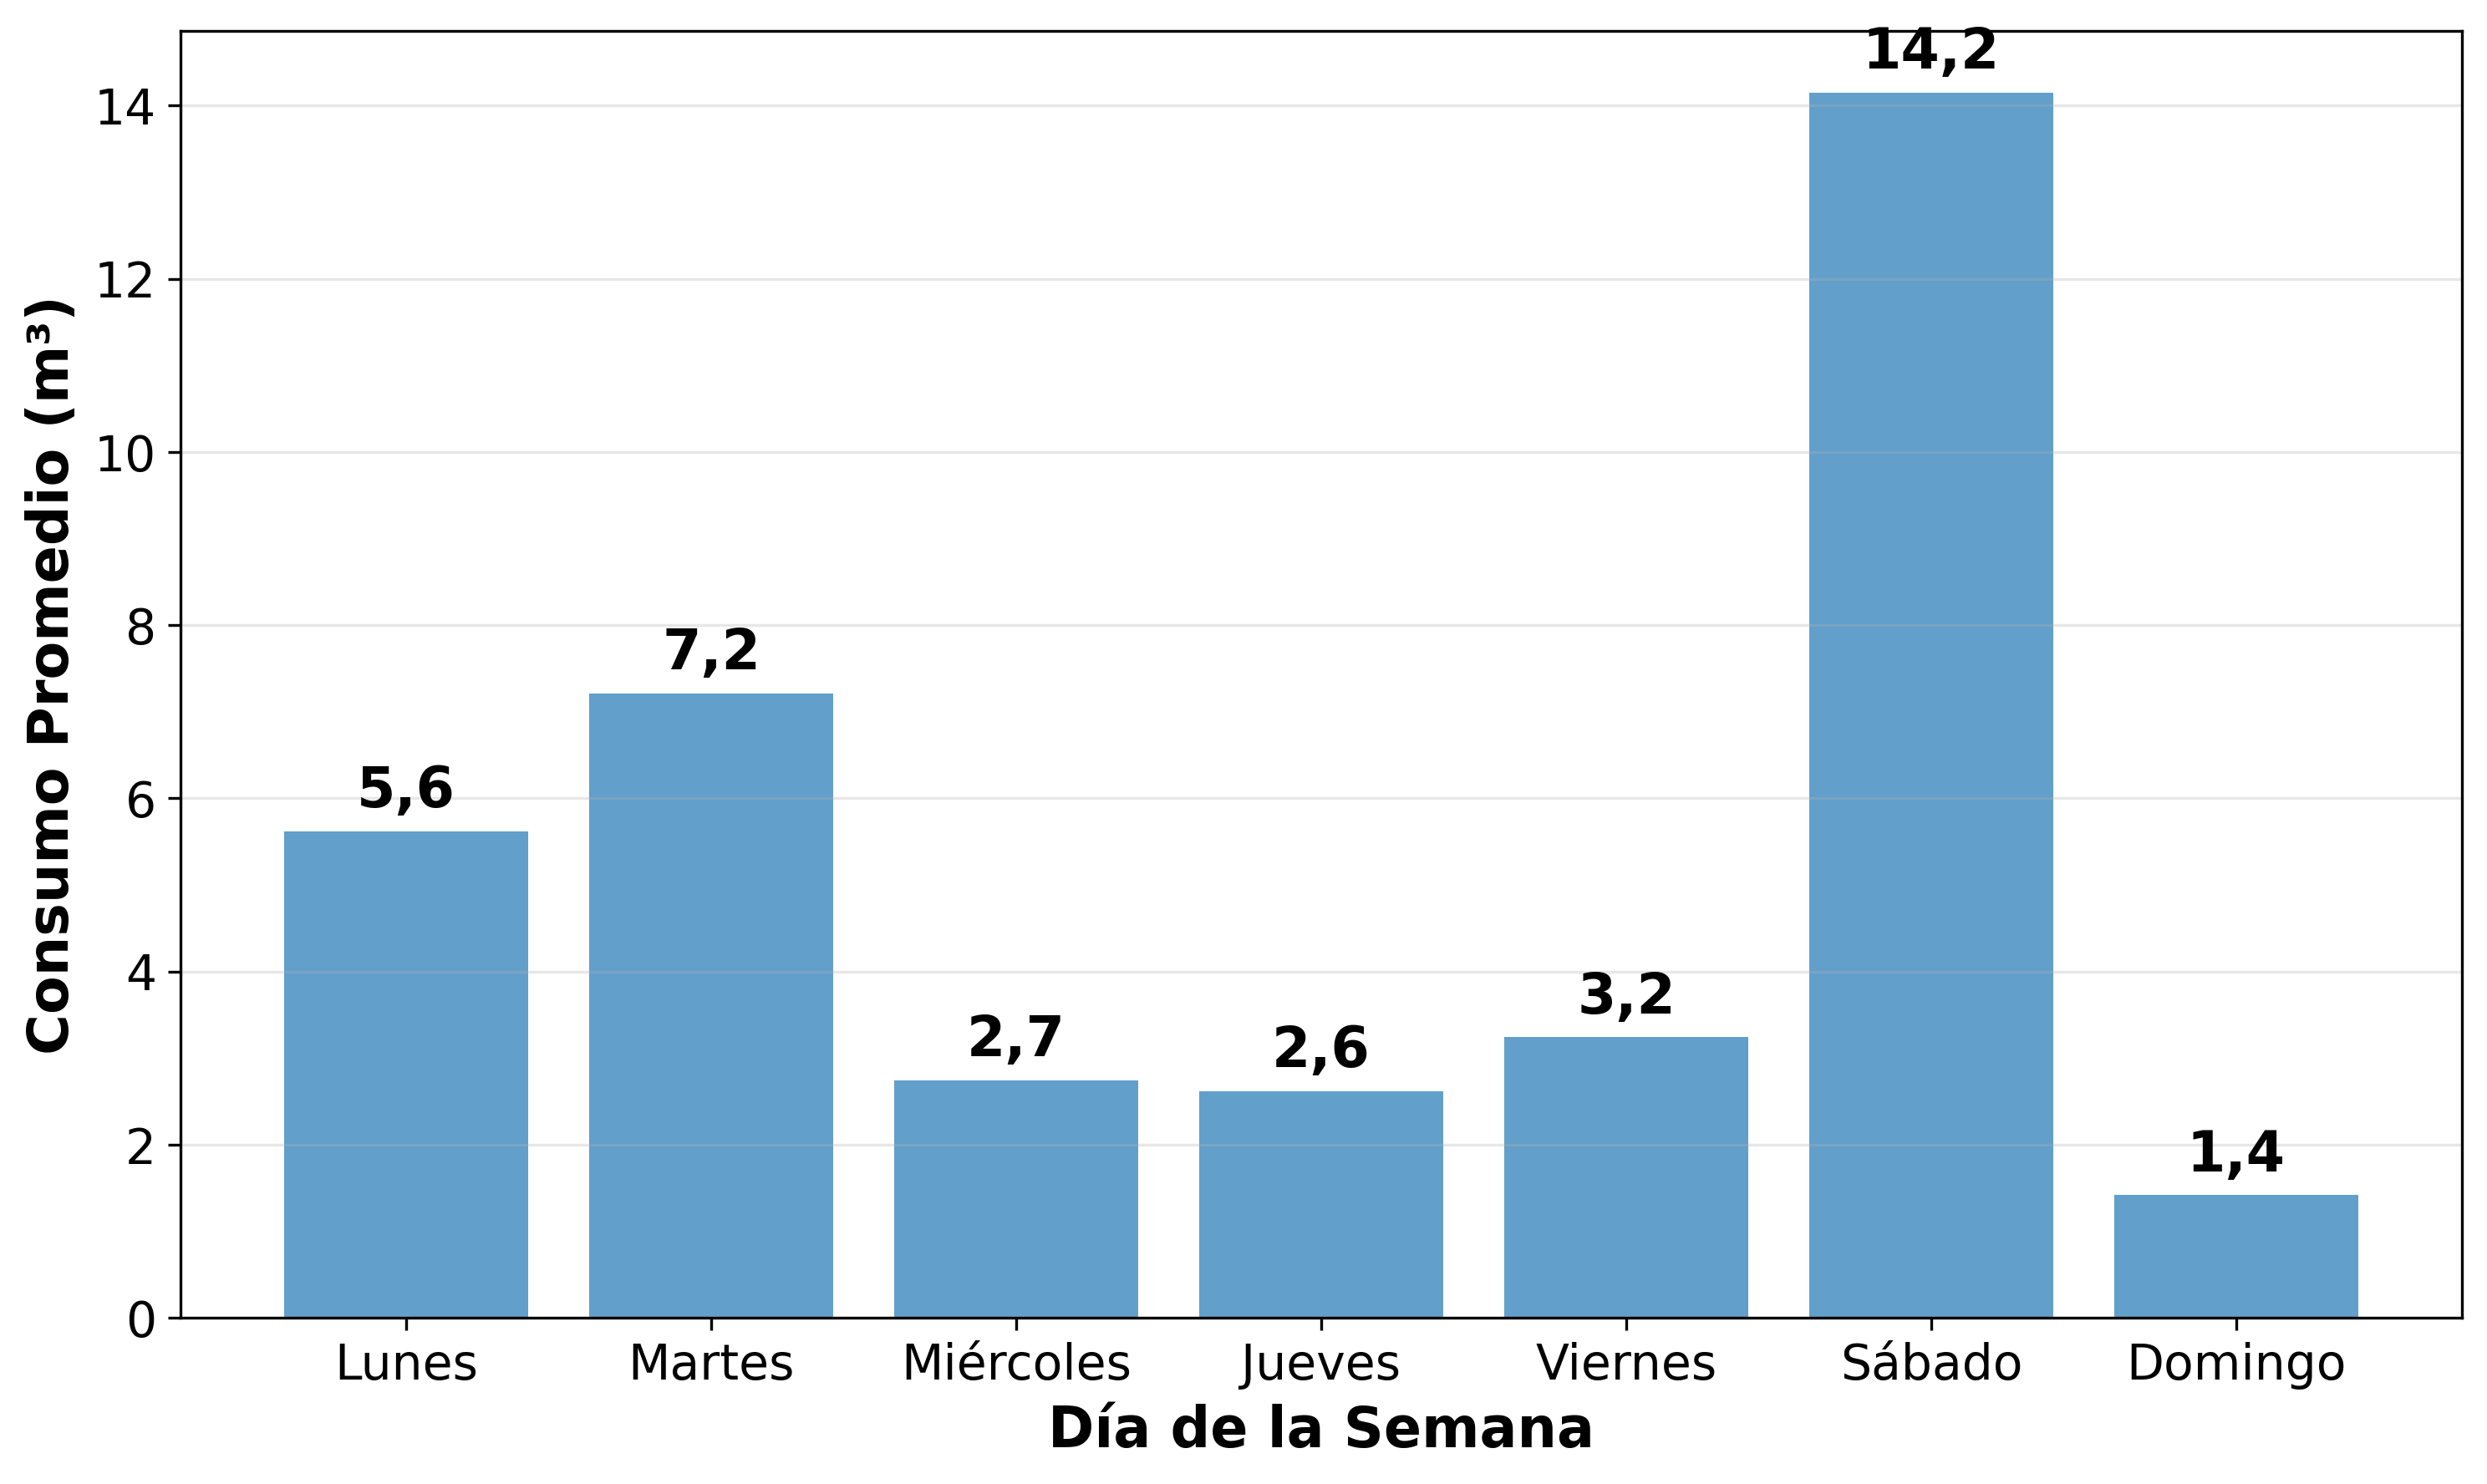 14,2
14
12
10
8
7,2
6
5,6
4
3,2
2,7
2,6
2
1,4
0
Consumo Promedio (m³)
Lunes
Martes
Miércoles
Jueves
Viernes
Sábado
Domingo
Día de la Semana